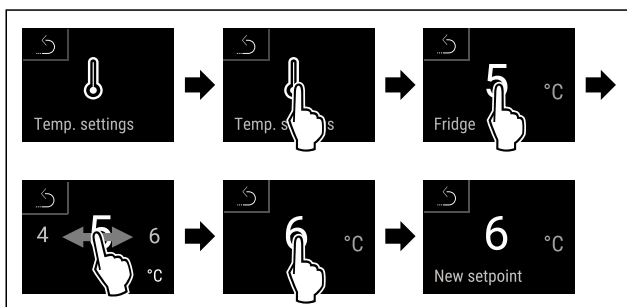 Temp. settings
Temp.
5 °C
Fridge
4 5 6
°C
6 °C
6 °C
New setpoint